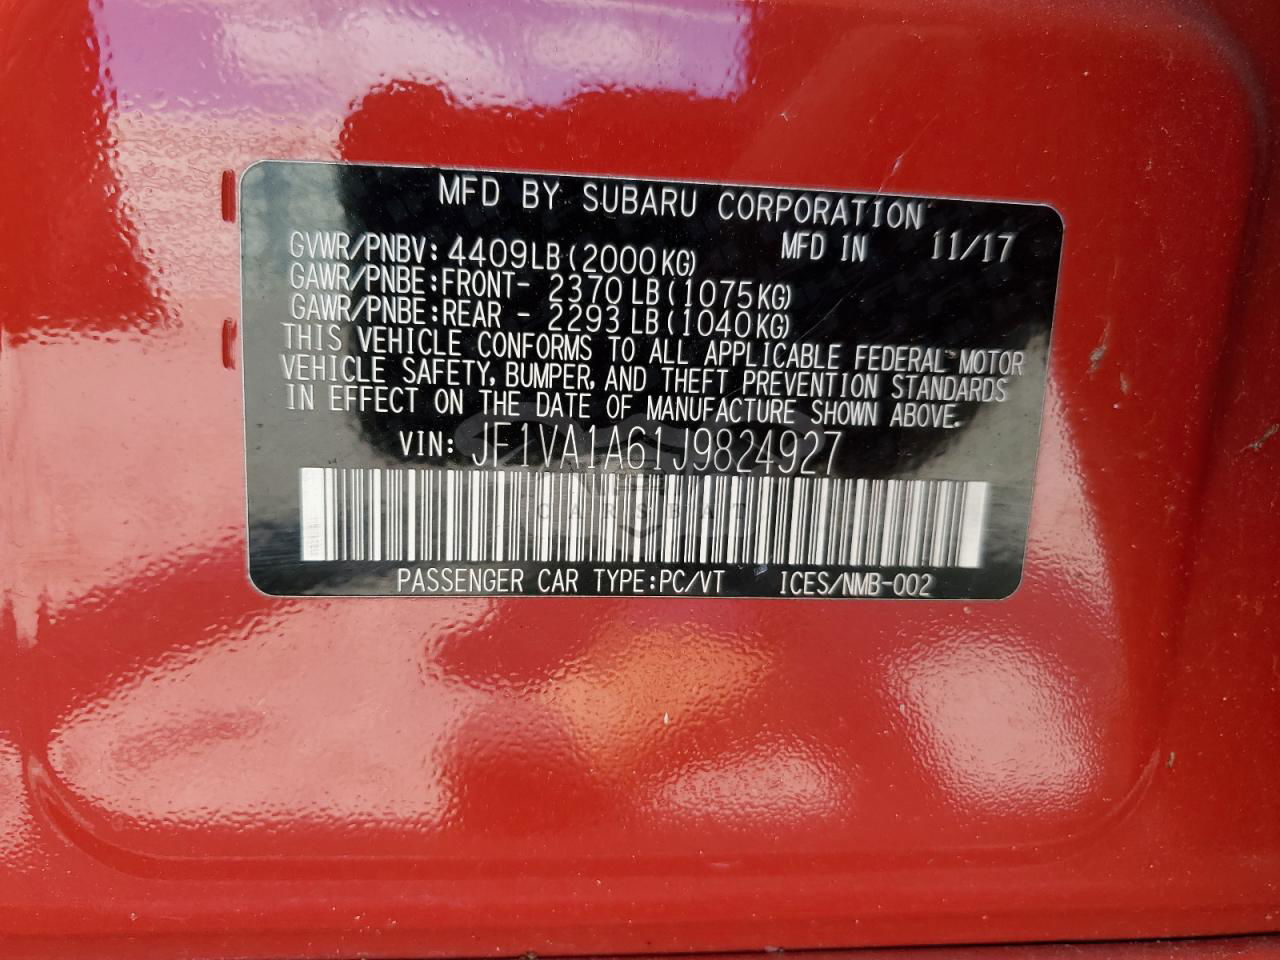 MFD BY SUBARU CORPORATION
GVWR/PNBV: 4409LB(2000KG) MFD IN 11/17
GAWR/PNBE:FRONT- 2370LB(1075KG)
GAWR/PNBE:REAR - 2293LB(1040KG)
THIS VEHICLE CONFORMS TO ALL APPLICABLE FEDERAL MOTOR
VEHICLE SAFETY, BUMPER, AND THEFT PREVENTION STANDARDS
IN EFFECT ON THE DATE OF MANUFACTURE SHOWN ABOVE.
VIN: JF1VA1A61J9824927
PASSENGER CAR TYPE:PC/VT ICES/NMB-002